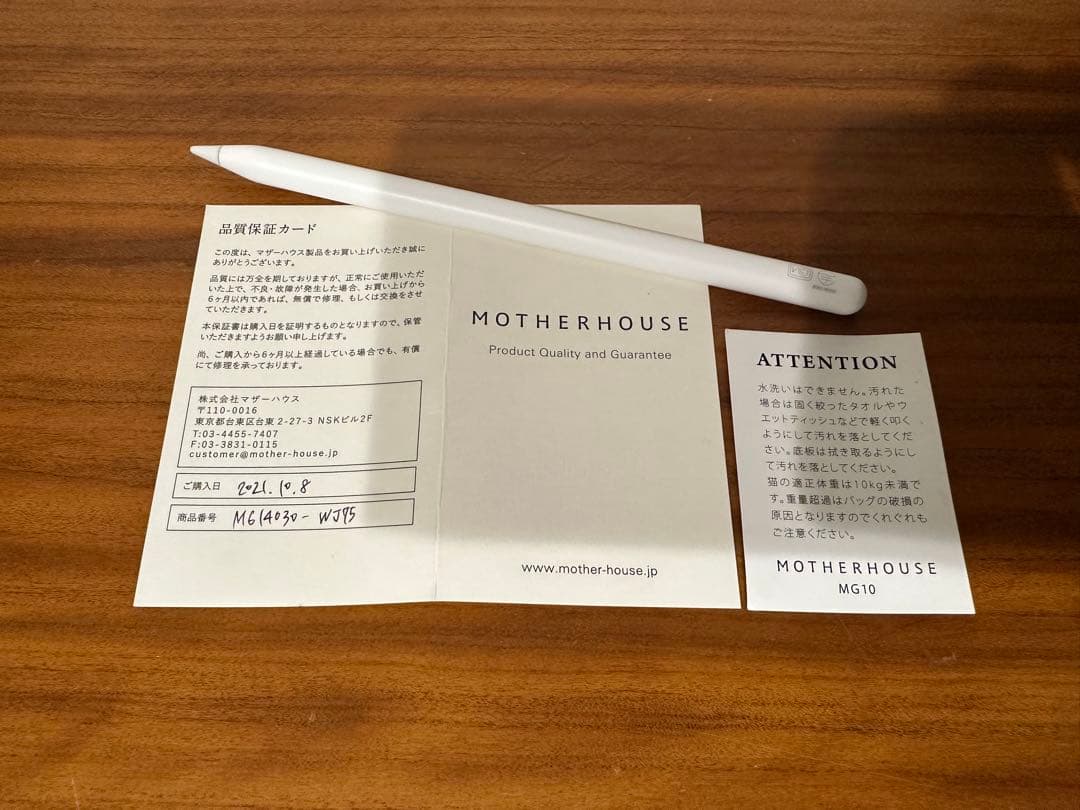 品質保証カード
この度は、マザーハウス製品をお買い上げいただき誠に
ありがとうございます。
品質には万全を期しておりますが、正常にご使用いただ
いた上で、不良・故障が発生した場合、お買い上げから
6ヶ月以内であれば、無償で修理、もしくは交換をさせ
ていただきます。
本保証書は購入日を証明するものとなりますので、保管
いただきますようお願い申し上げます。
尚、ご購入から6ヶ月以上経過している場合でも、有償
にて修理を承っております。
株式会社マザーハウス
〒110-0016
東京都台東区台東 2-27-3 NSKビル2F
T:03-4455-7407
F:03-3831-0115
customer@mother-house.jp
ご購入日 2021.10.8
商品番号 MG14030-WJ75
MOTHERHOUSE
Product Quality and Guarantee
www.mother-house.jp
ATTENTION
水洗いはできません。汚れた
場合は固く絞ったタオルやウ
エットティッシュなどで軽く叩く
ようにして汚れを落としてくだ
さい。底板は拭き取るようにし
て汚れを落としてください。
猫の適正体重は10kg未満で
す。重量超過はバッグの破損の
原因となりますのでくれぐれも
ご注意ください。
MOTHERHOUSE
MG10